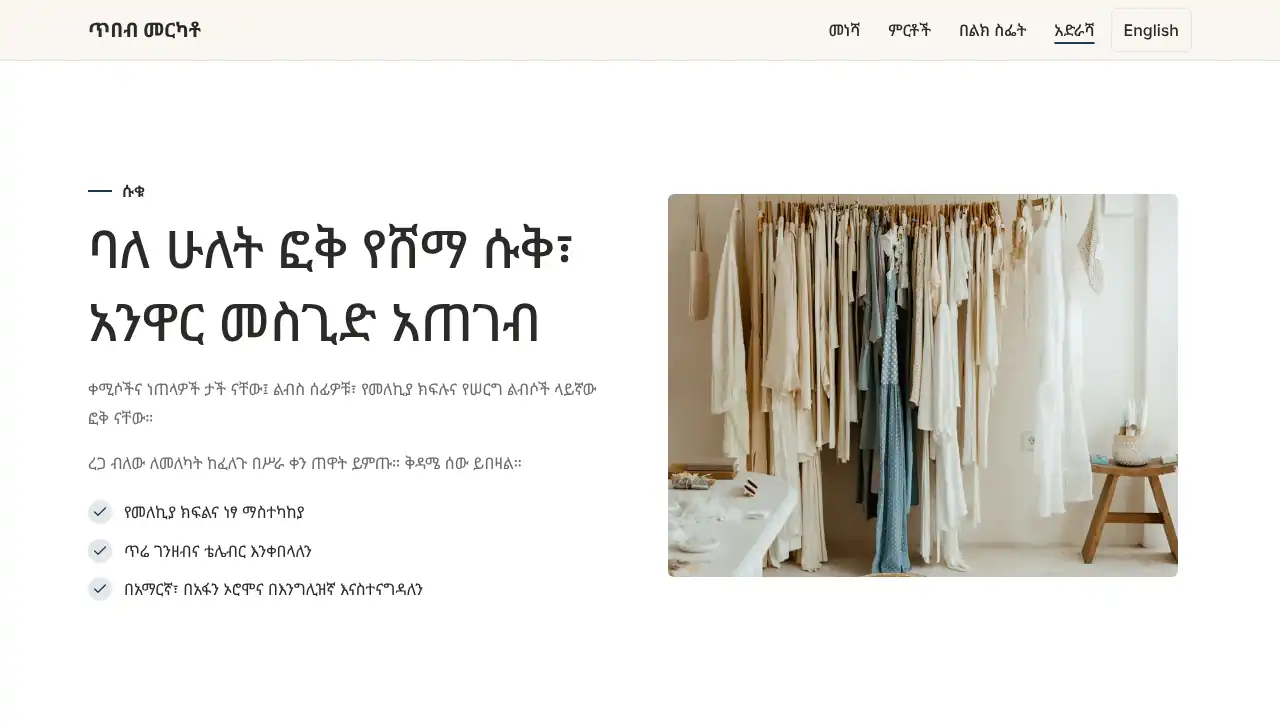 ጥበብ መርካቶ
መነሻ
ምርቶች
በልክ ስፌት
አድራሻ
English
ሱቁ
ባለ ሁለት ፎቅ የሸማ ሱቅ፣
አንዋር መስጊድ አጠገብ
ቀሚሶችና ነጠላዎች ታች ናቸው፤ ልብስ ሰፊዎቹ፣ የመለኪያ ክፍሉና የሠርግ ልብሶች ላይኛው
ፎቅ ናቸው።
ረጋ ብለው ለመለካት ከፈለጉ በሥራ ቀን ጠዋት ይምጡ። ቅዳሜ ሰው ይበዛል።
የመለኪያ ክፍልና ነፃ ማስተካከያ
ጥሬ ገንዘብና ቴሌብር እንቀበላለን
በአማርኛ፣ በአፋን ኦሮሞና በእንግሊዝኛ እናስተናግዳለን